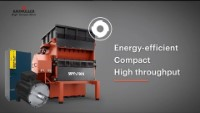 Energy-efficient
Compact
High throughput